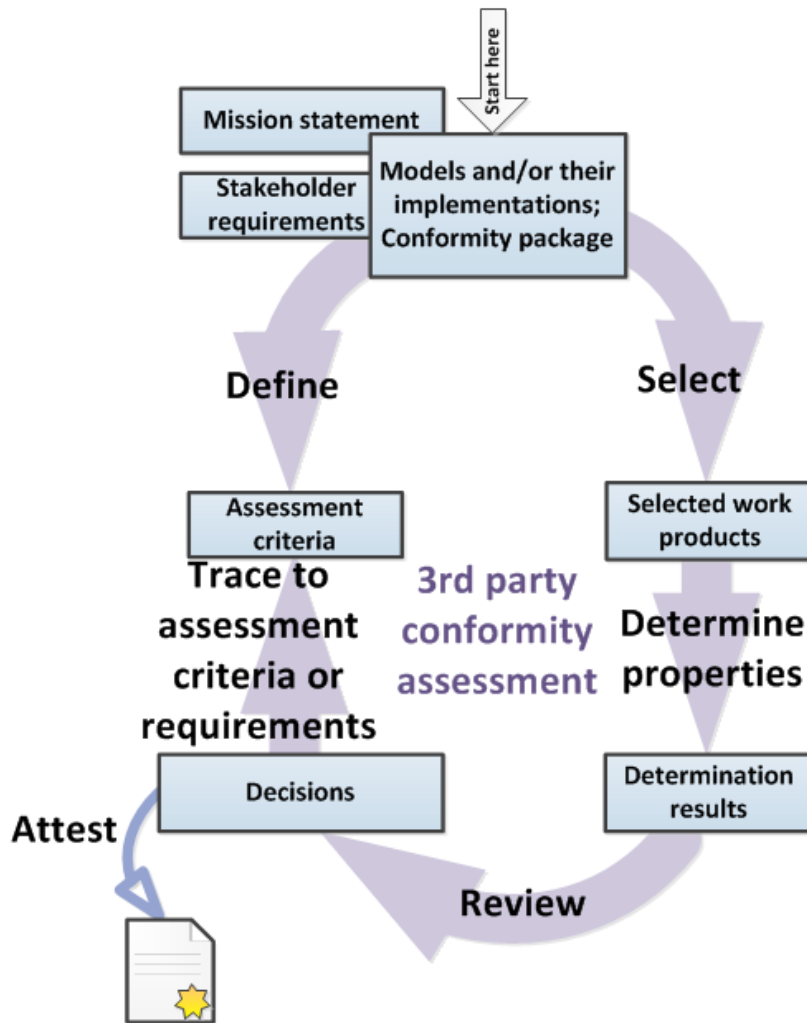 Start here
Mission statement
Stakeholder
requirements
Models and/or their
implementations;
Conformity package
Define
Select
Assessment
criteria
Selected work
products
Trace to
assessment
criteria or
requirements
3rd party
conformity
assessment
Determine
properties
Decisions
Determination
results
Attest
Review